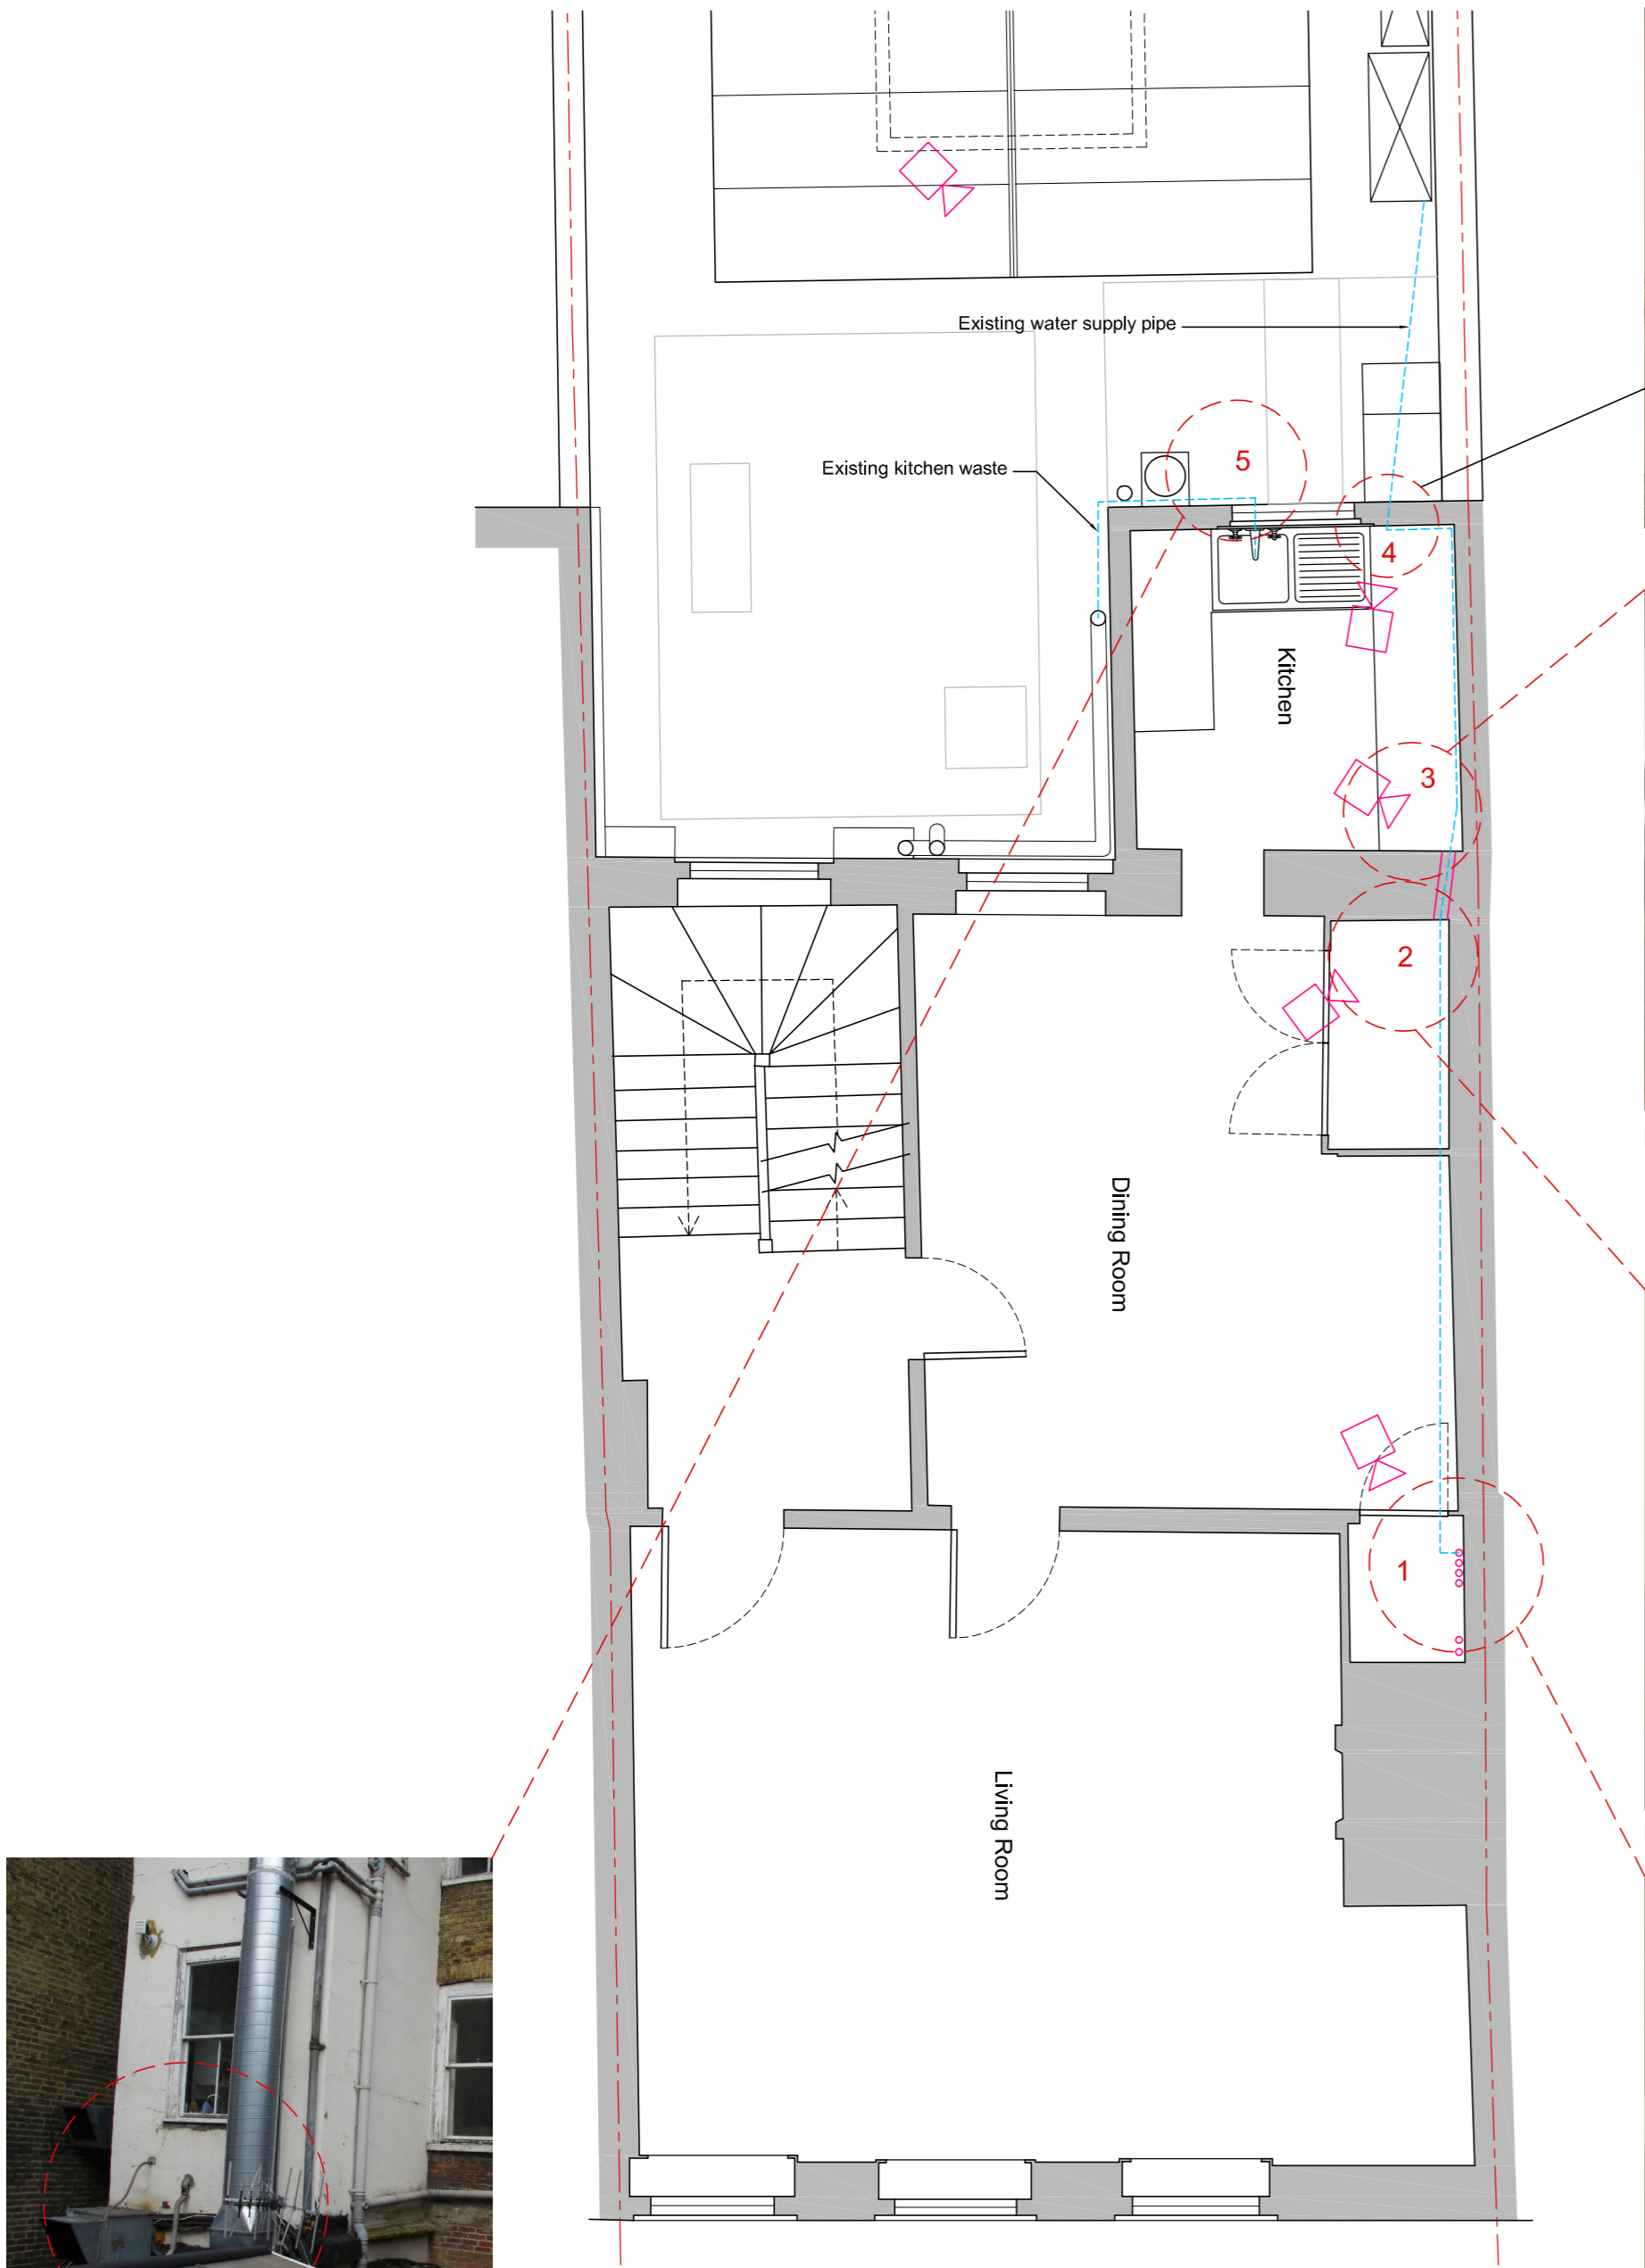 Existing water supply pipe
5
Existing kitchen waste
4
Kitchen
3
2
Dining Room
1
Living Room